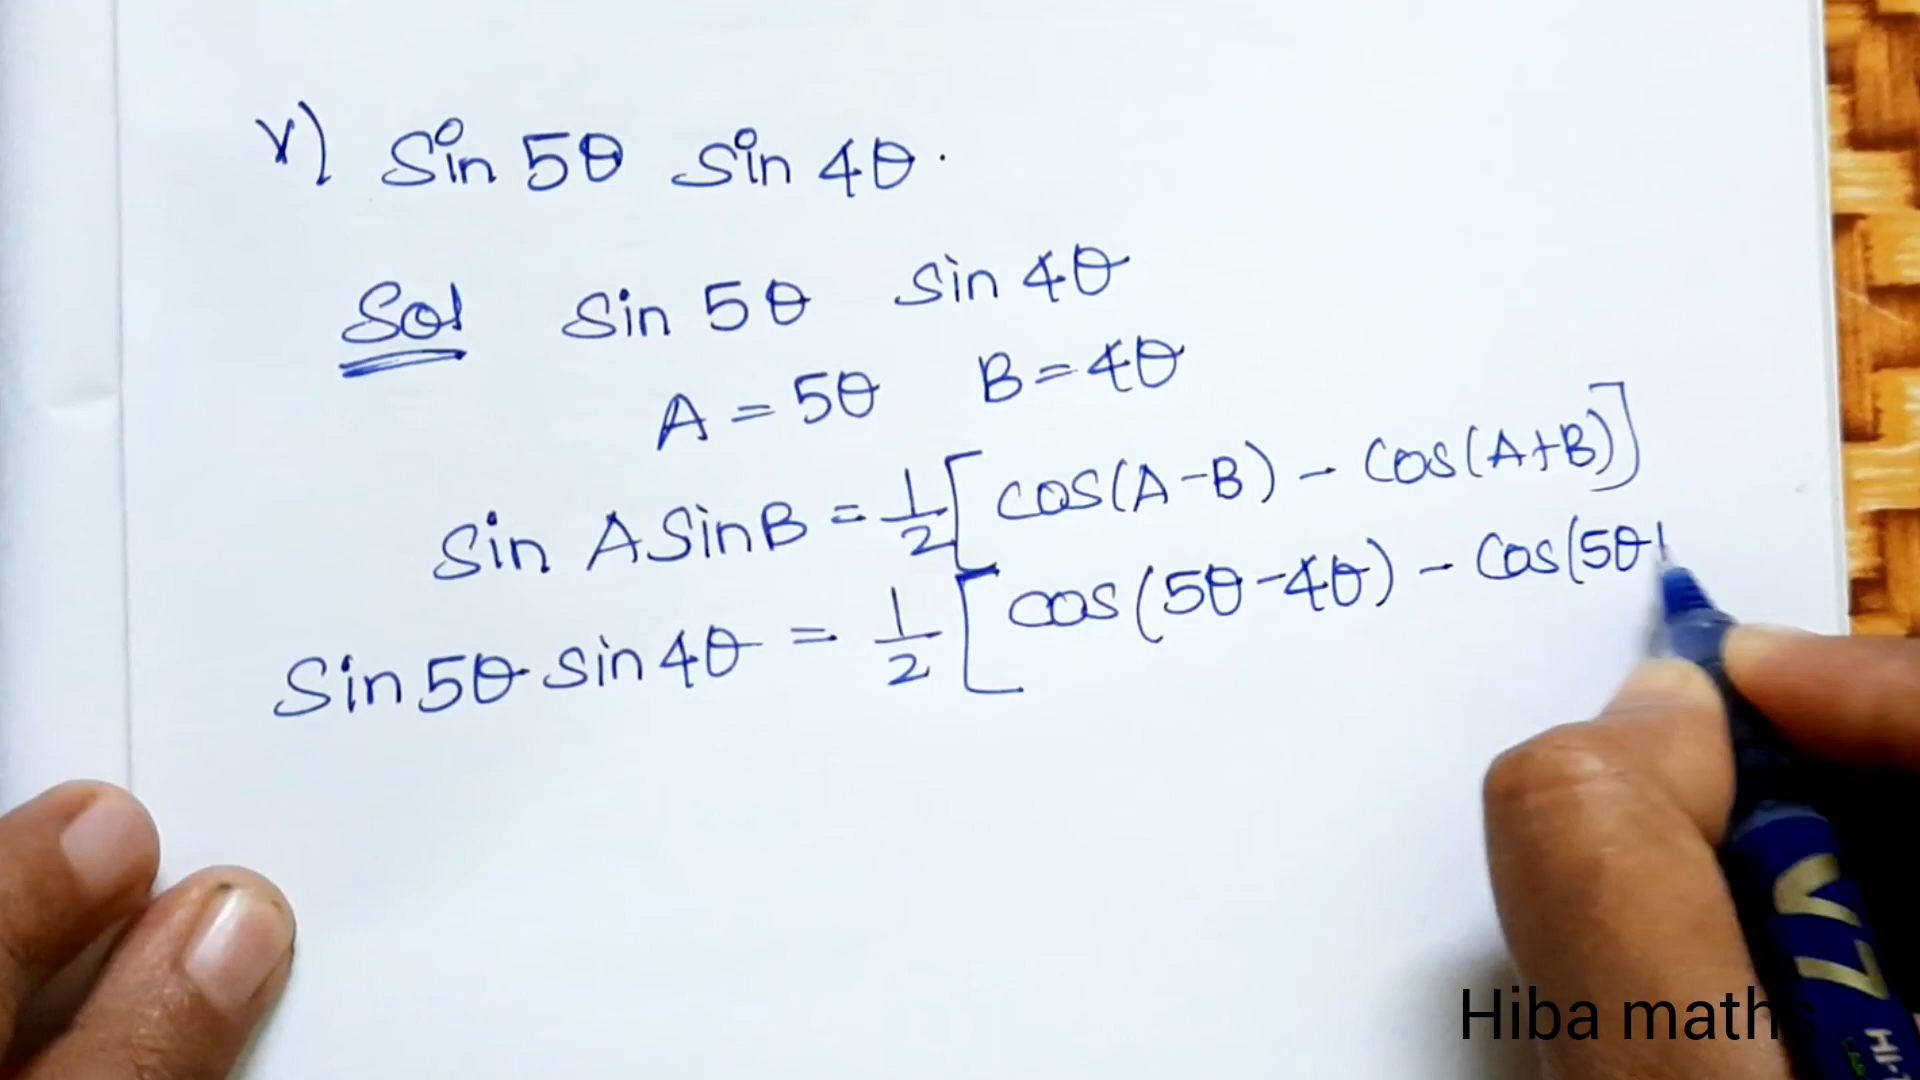 v) Sin 5θ Sin 4θ.
Sol Sin 5θ Sin 4θ
A = 5θ B = 4θ
Sin A Sin B = 1/2 [cos(A-B) - Cos(A+B)]
Sin 5θ sin 4θ = 1/2 [cos(5θ-4θ) - Cos(5θ
V7
Hiba maths